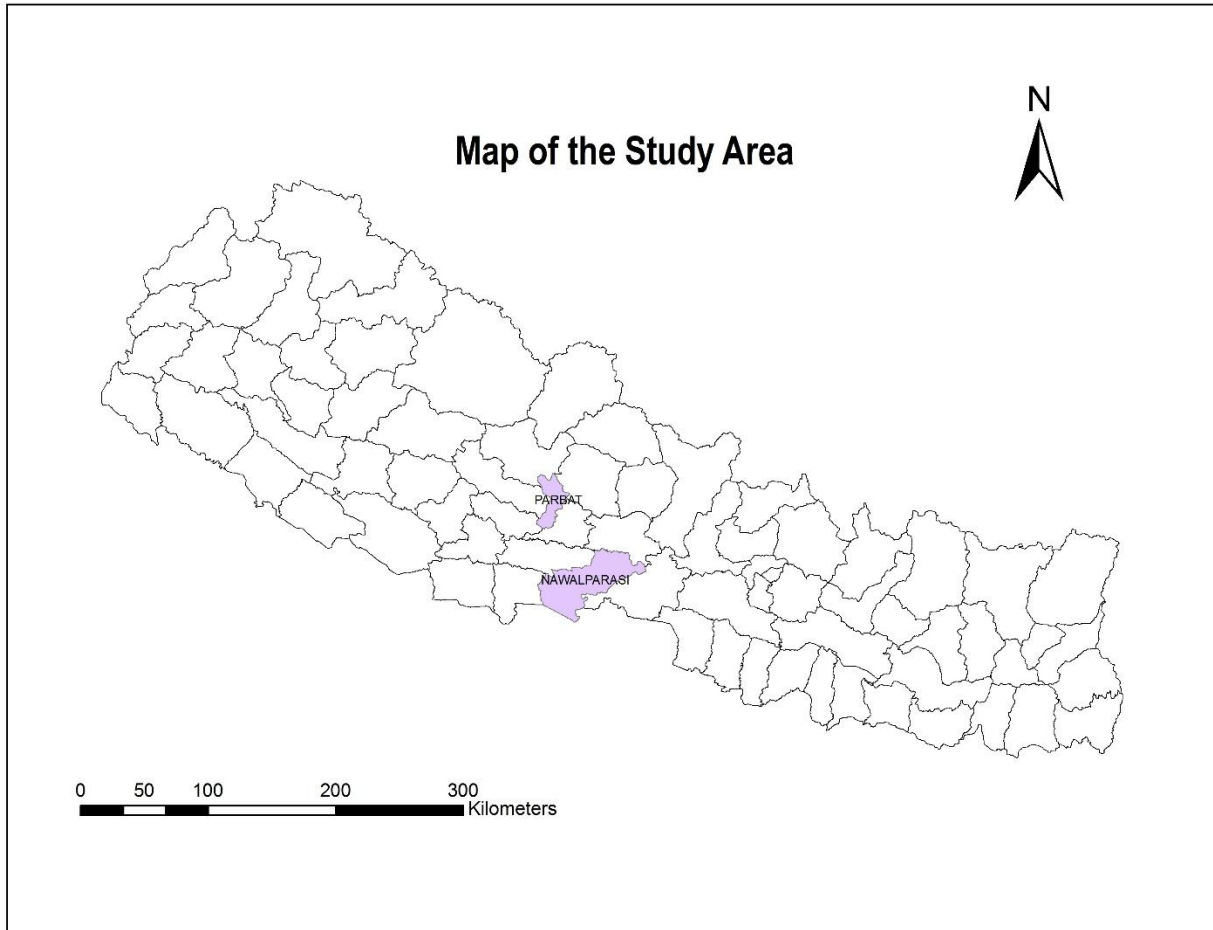 N
Map of the Study Area
PARBAT
NAWALPARASI
0 50 100 200 300
Kilometers